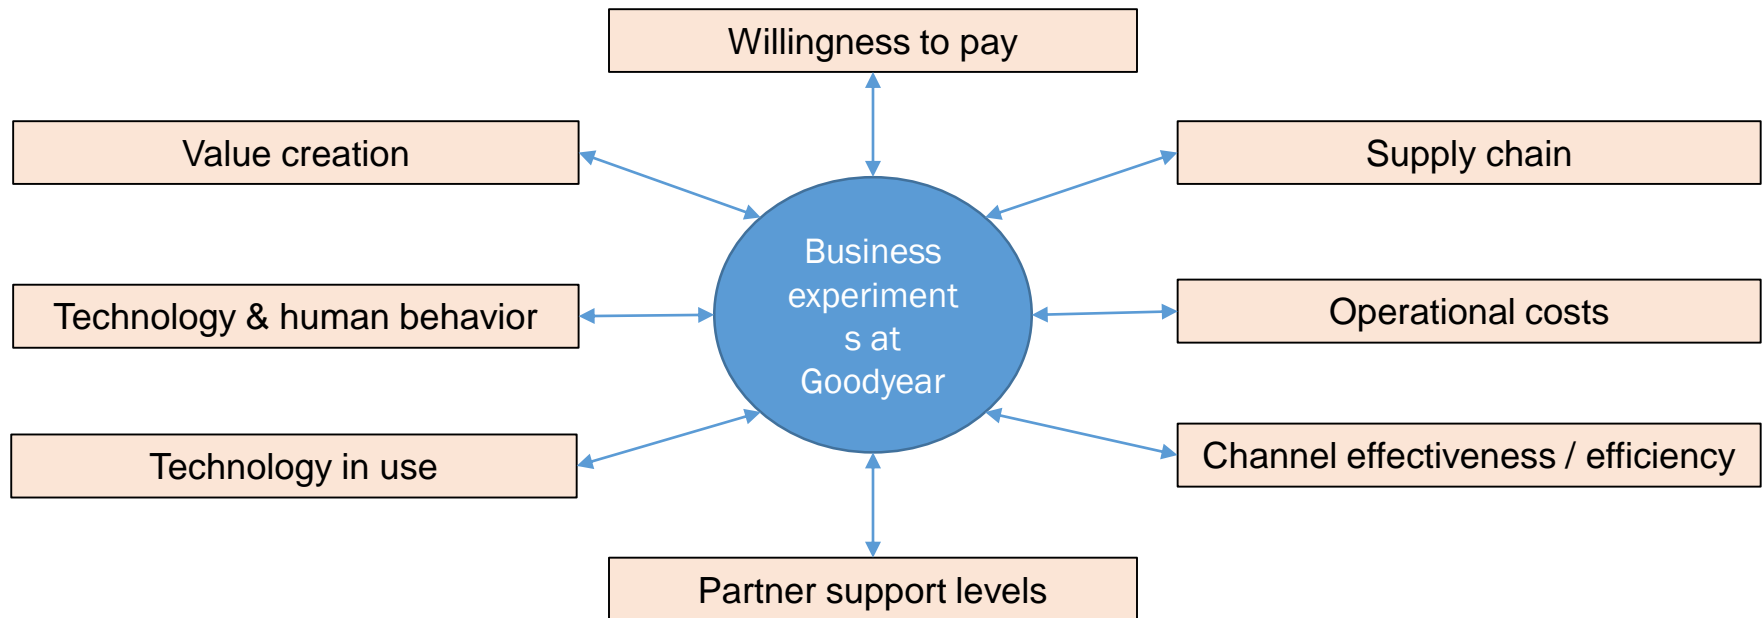 Willingness to pay
Value creation
Supply chain
Business
experiment
s at
Goodyear
Technology & human behavior
Operational costs
Technology in use
Channel effectiveness / efficiency
Partner support levels